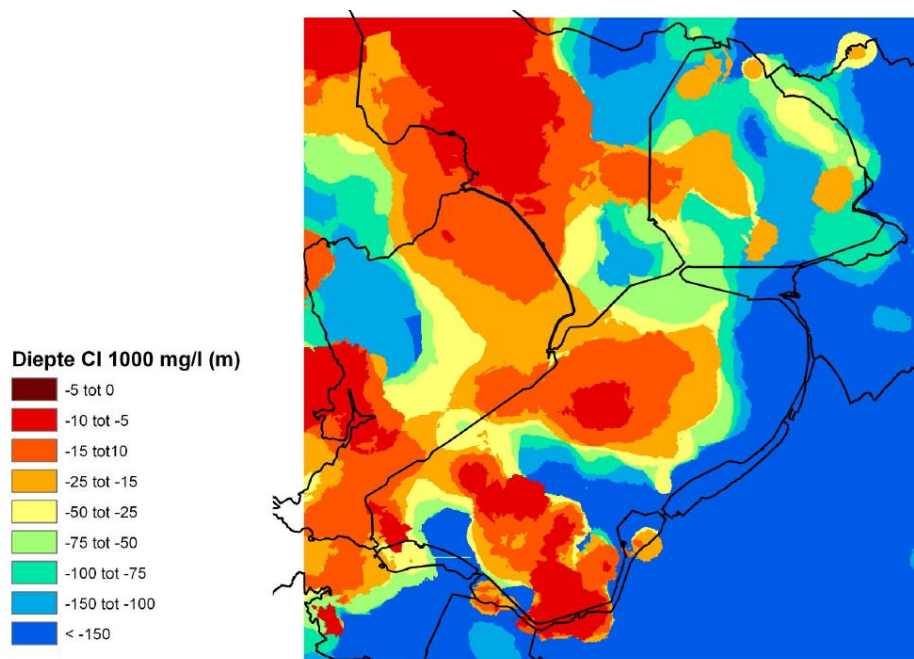 Diepte Cl 1000 mg/l (m)
-5 tot 0
-10 tot -5
-15 tot10
-25 tot -15
-50 tot -25
-75 tot -50
-100 tot -75
-150 tot -100
< -150